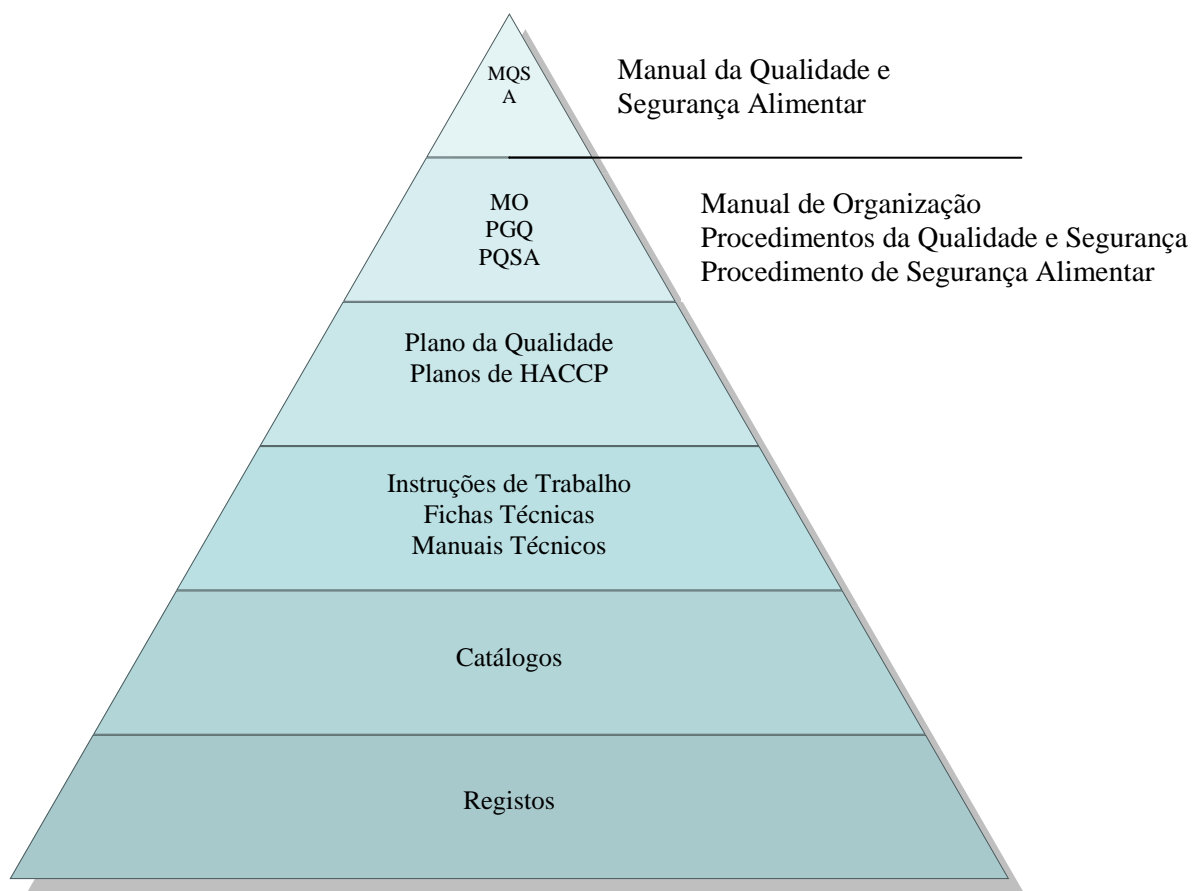 MQS
A
Manual da Qualidade e
Segurança Alimentar
MO
PGQ
PQSA
Manual de Organização
Procedimentos da Qualidade e Segurança
Procedimento de Segurança Alimentar
Plano da Qualidade
Planos de HACCP
Instruções de Trabalho
Fichas Técnicas
Manuais Técnicos
Catálogos
Registos